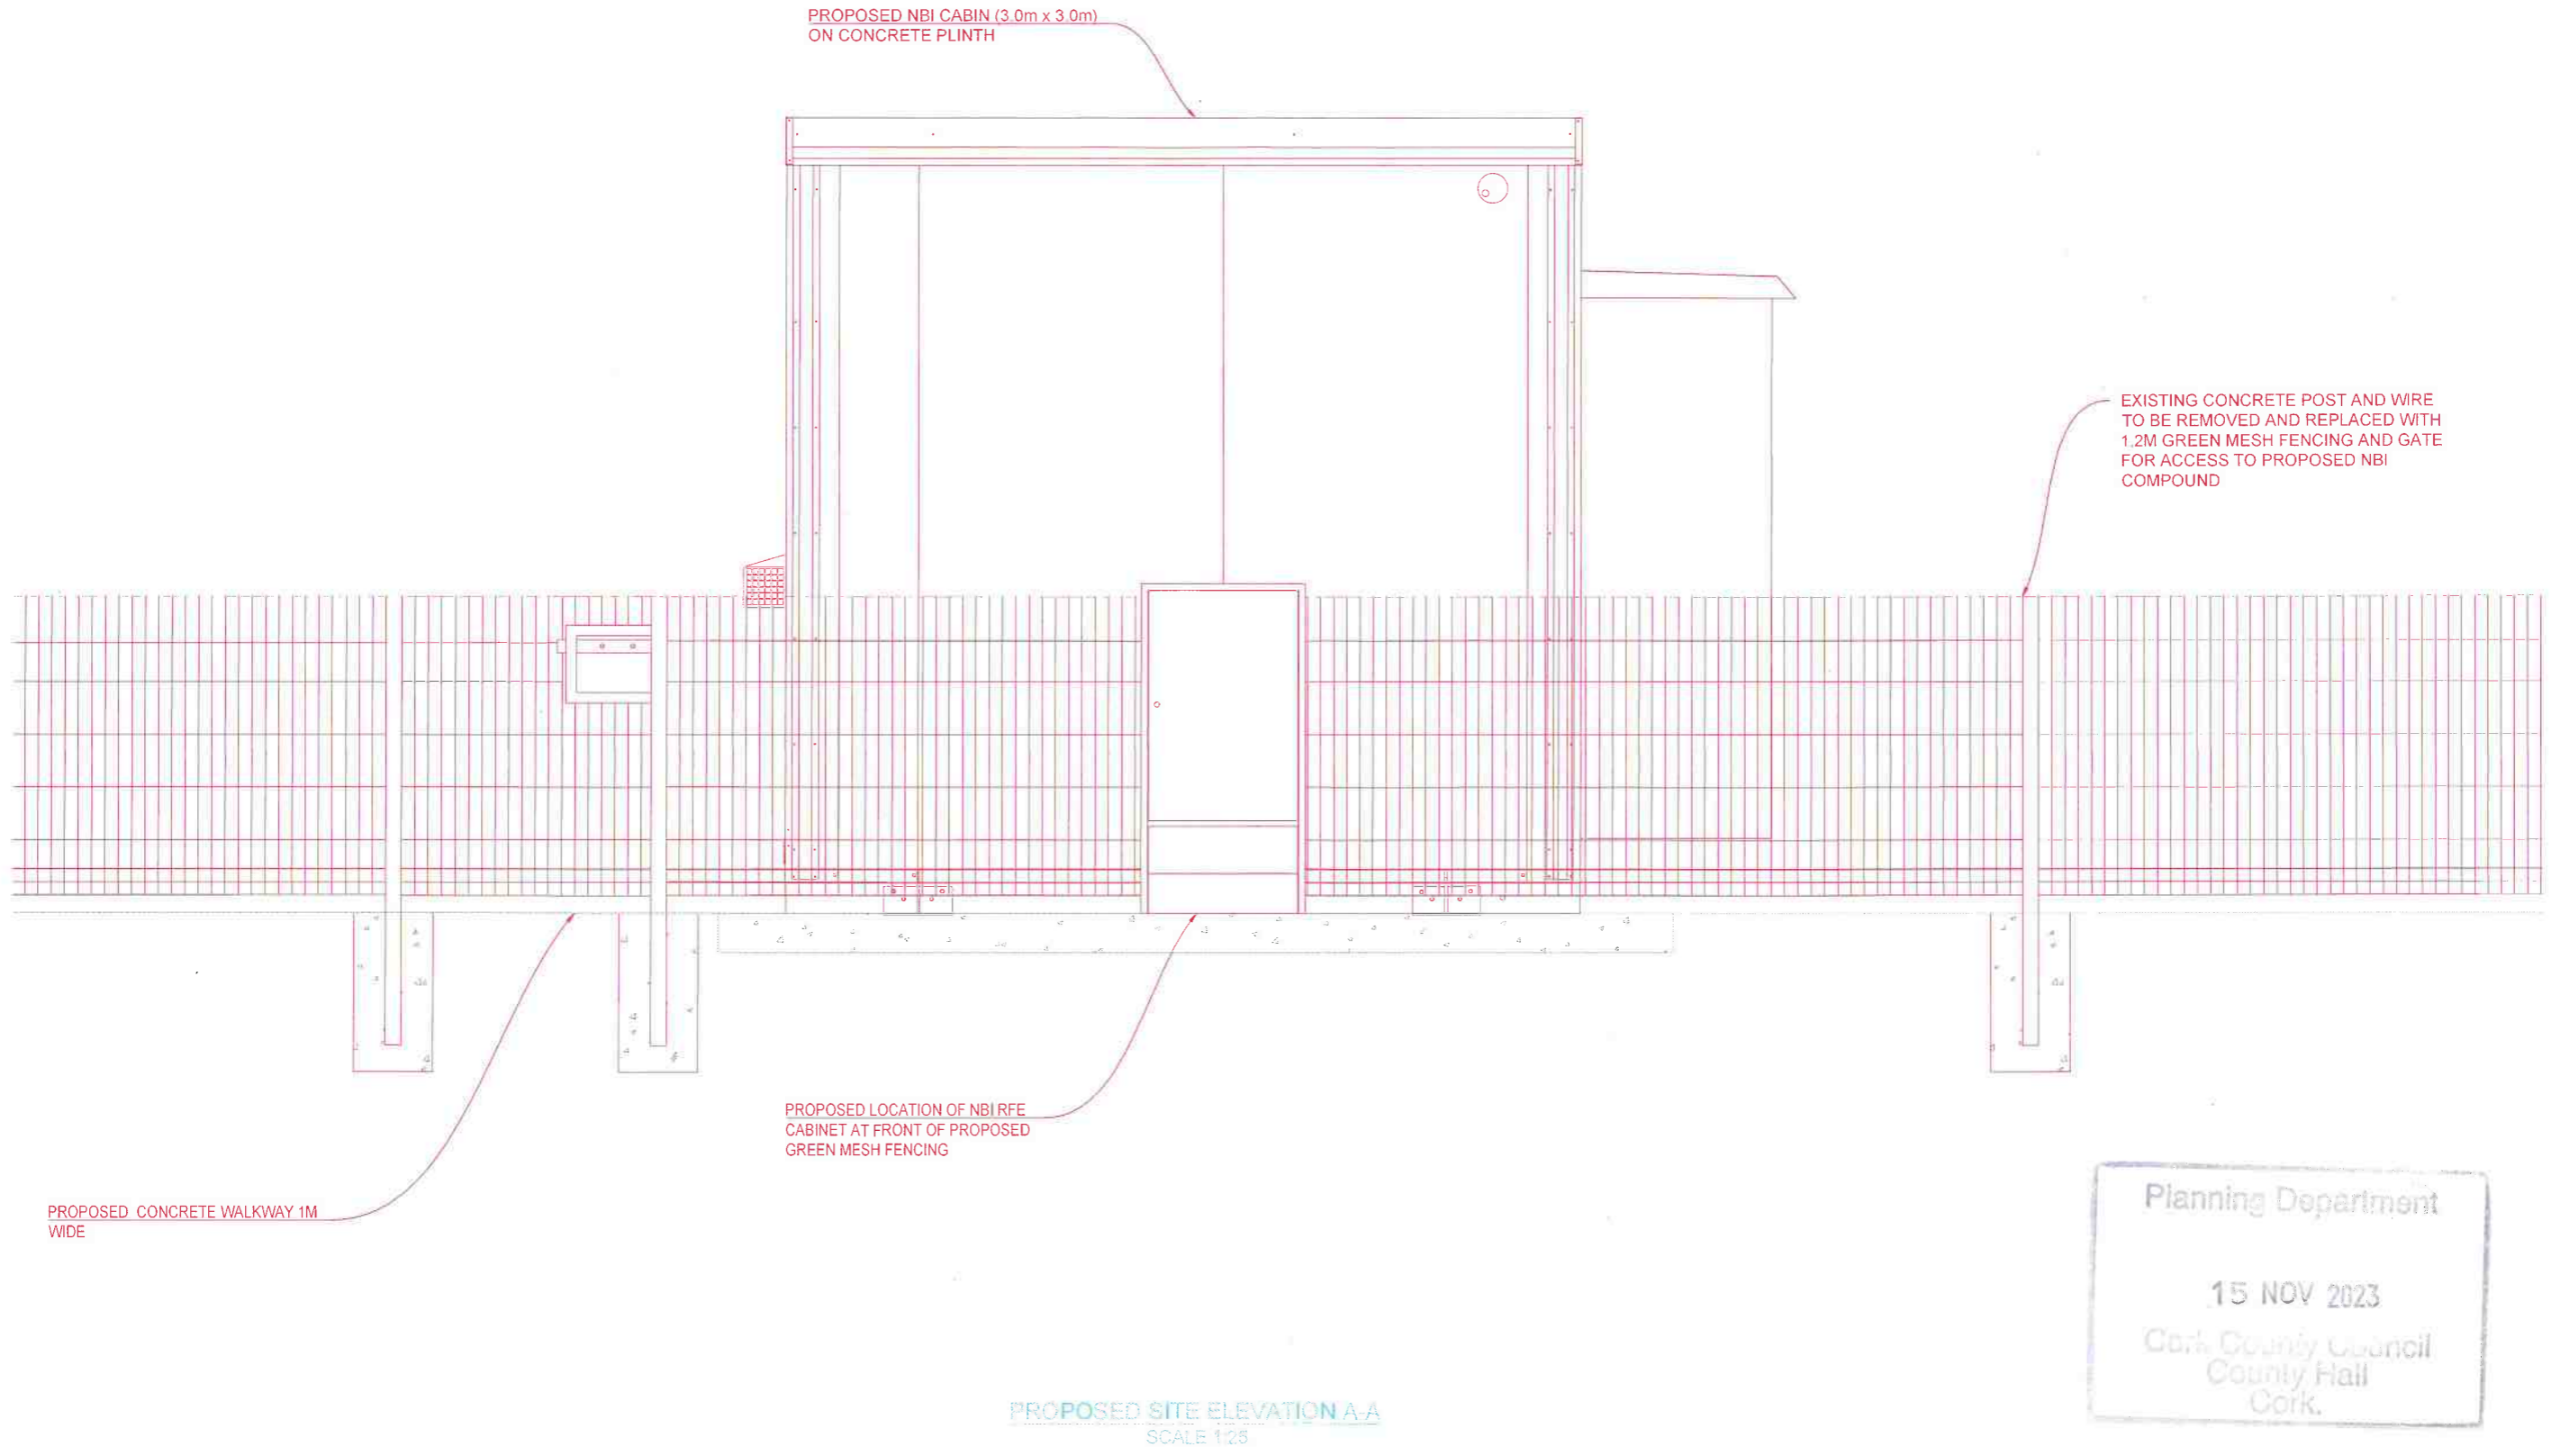 PROPOSED NBI CABIN (3.0m x 3.0m)
ON CONCRETE PLINTH
EXISTING CONCRETE POST AND WIRE
TO BE REMOVED AND REPLACED WITH
1.2M GREEN MESH FENCING AND GATE
FOR ACCESS TO PROPOSED NBI
COMPOUND
PROPOSED LOCATION OF NBI RFE
CABINET AT FRONT OF PROPOSED
GREEN MESH FENCING
PROPOSED CONCRETE WALKWAY 1M
WIDE
Planning Department
15 NOV 2023
Cork County Council
County Hall
Cork.
PROPOSED SITE ELEVATION A-A
SCALE 1:25